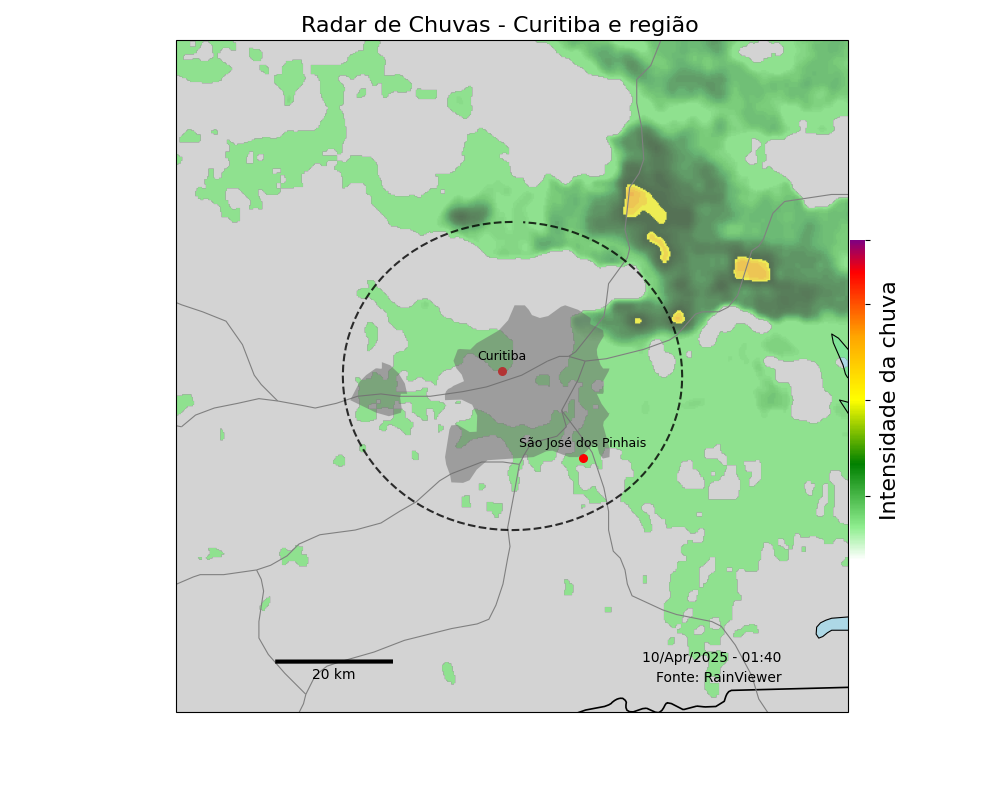 Radar de Chuvas - Curitiba e região
Curitiba
São José dos Pinhais
Intensidade da chuva
10/Apr/2025 - 01:40
Fonte: RainViewer
20 km